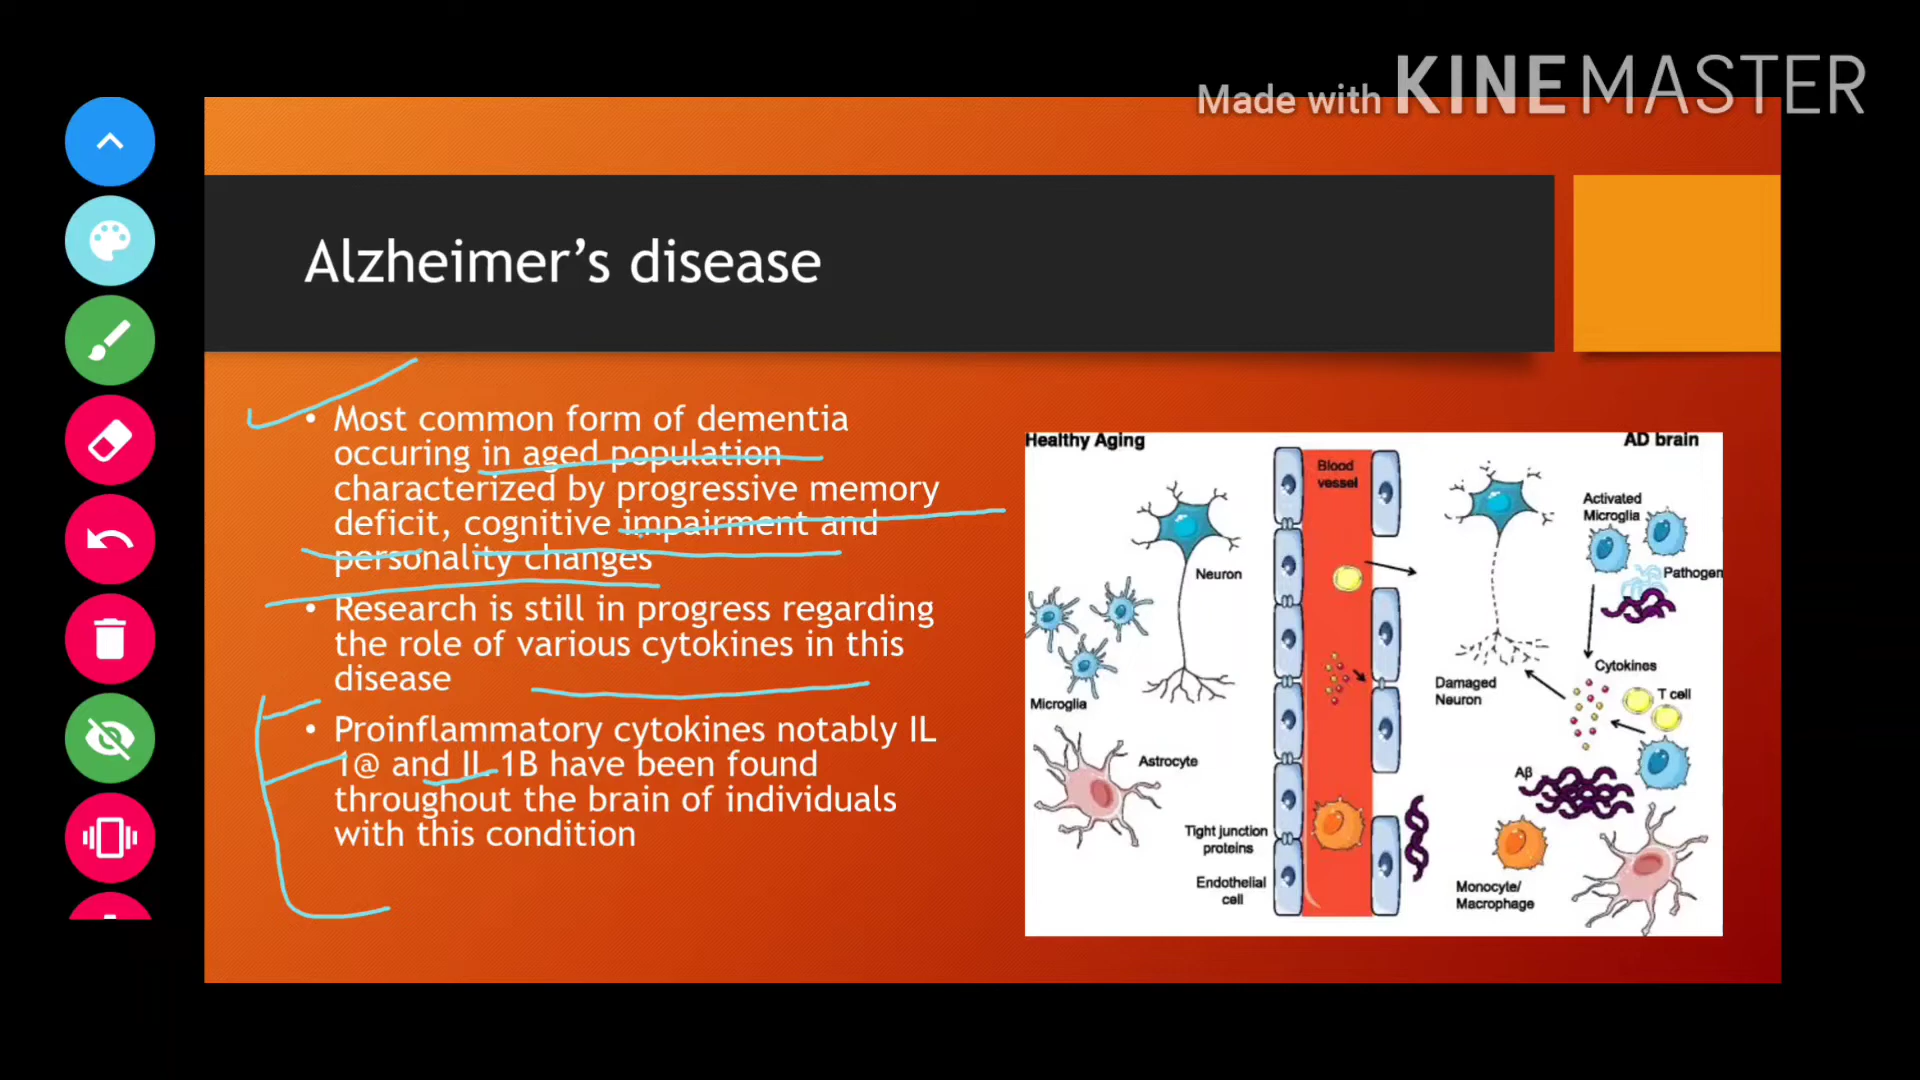 Made with KINEMASTER
Alzheimer’s disease
• Most common form of dementia
occuring in aged population
characterized by progressive memory
deficit, cognitive impairment and
personality changes
• Research is still in progress regarding
the role of various cytokines in this
disease
• Proinflammatory cytokines notably IL
1@ and IL 1B have been found
throughout the brain of individuals
with this condition
Healthy Aging
AD brain
Blood
vessel
Neuron
Microglia
Astrocyte
Tight junction
proteins
Endothelial
cell
Activated
Microglia
Pathogen
Cytokines
T cell
Damaged
Neuron
Aβ
Monocyte/
Macrophage